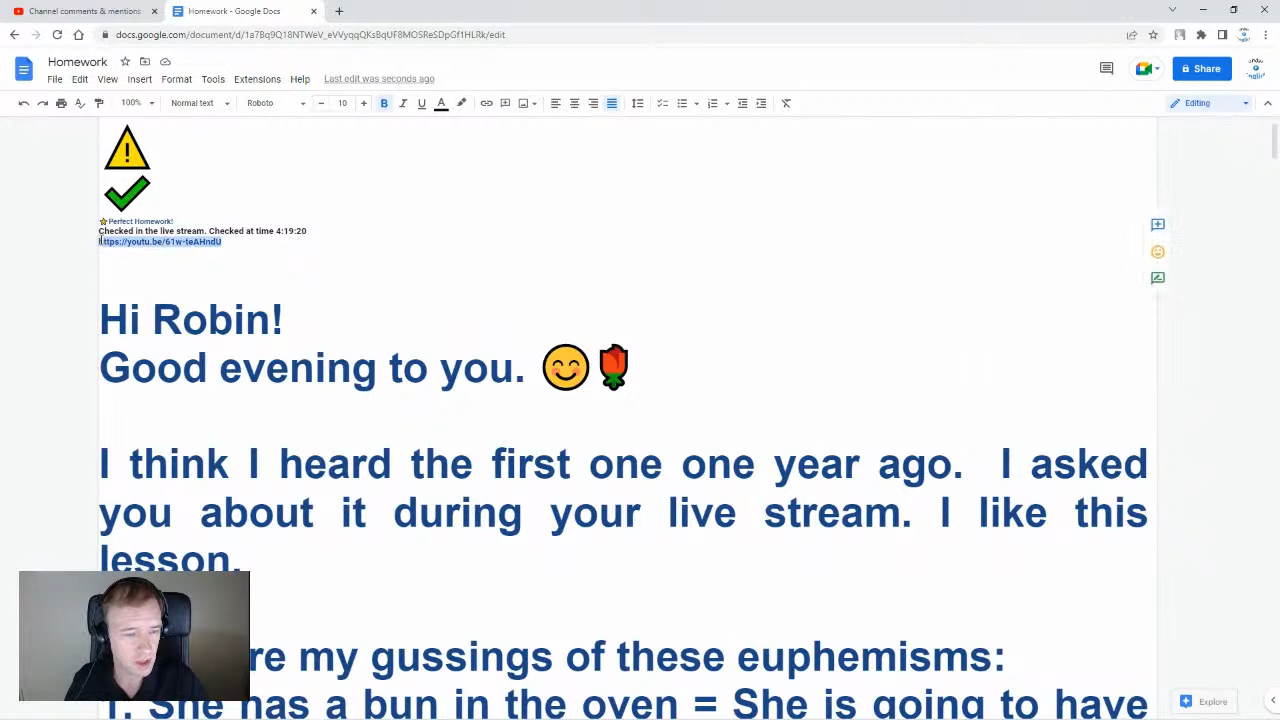 Channel comments & mentions
Homework - Google Docs
docs.google.com/document/d/1a7Bq9Q18NTWeV_eVVyqqQKsBqUF8MOSReSDpGf1HLRk/edit
Homework
File Edit View Insert Format Tools Extensions Help Last edit was seconds ago
Share
100% Normal text Roboto 10 B I U A Editing
Perfect Homework!
Checked in the live stream. Checked at time 4:19:20
https://youtu.be/61w-teAHndU
Hi Robin!
Good evening to you.
I think I heard the first one one year ago. I asked
you about it during your live stream. I like this
lesson.
re my gussings of these euphemisms:
1. She has a bun in the oven = She is going to have
Explore